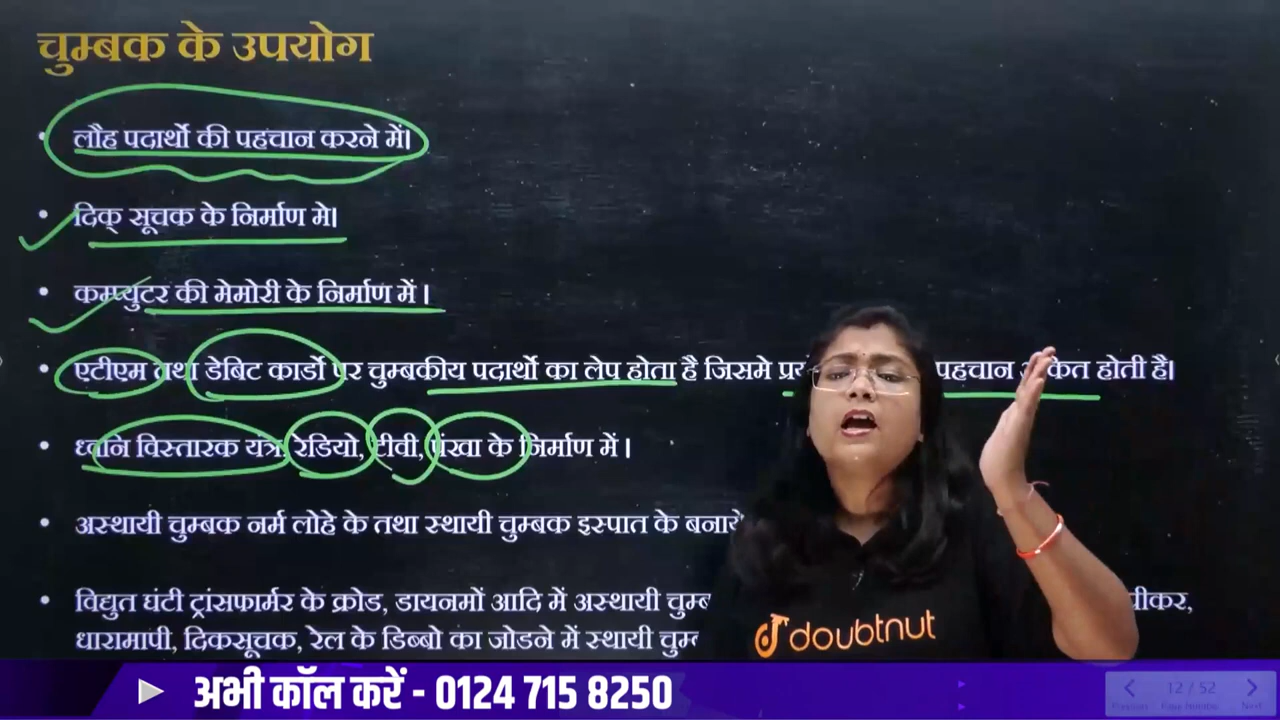 चुम्बक के उपयोग
• लौह पदार्थो की पहचान करने में।
• दिक् सूचक के निर्माण मे।
• कम्प्युटर की मेमोरी के निर्माण में ।
• एटीएम तथा डेबिट कार्डो पर चुम्बकीय पदार्थो का लेप होता है जिसमे पहचान होती है।
• ध्वनि विस्तारक यत्र, रेडियो, टीवी, पंखा के निर्माण में ।
• अस्थायी चुम्बक नर्म लोहे के तथा स्थायी चुम्बक इस्पात के
• विद्युत घंटी ट्रांसफार्मर के क्रोड, डायनमों आदि में अस्थायी
धारामापी, दिकसूचक, रेल के डिब्बो का जोडने में स्थायी
doubtnut
अभी कॉल करें - 0124 715 8250
12 / 52